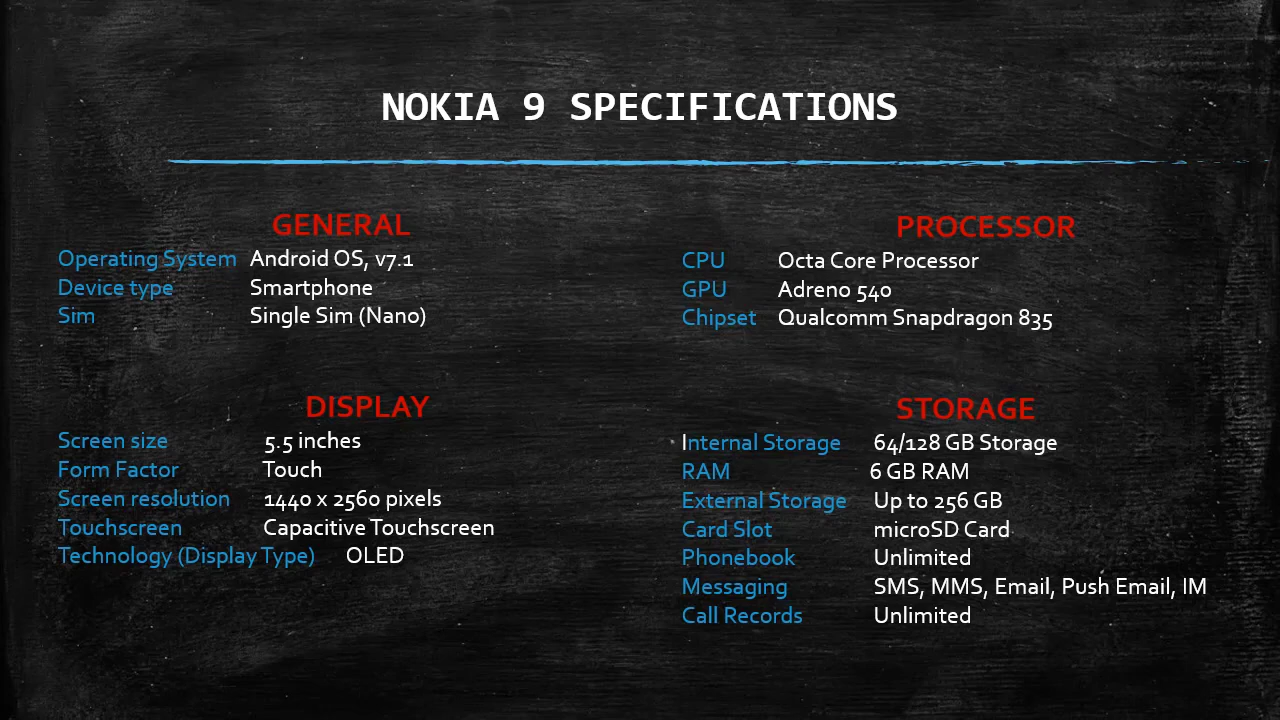 NOKIA 9 SPECIFICATIONS
GENERAL
Operating System Android OS, v7.1
Device type Smartphone
Sim Single Sim (Nano)
DISPLAY
Screen size 5.5 inches
Form Factor Touch
Screen resolution 1440 x 2560 pixels
Touchscreen Capacitive Touchscreen
Technology (Display Type) OLED
PROCESSOR
CPU Octa Core Processor
GPU Adreno 540
Chipset Qualcomm Snapdragon 835
STORAGE
Internal Storage 64/128 GB Storage
RAM 6 GB RAM
External Storage Up to 256 GB
Card Slot microSD Card
Phonebook Unlimited
Messaging SMS, MMS, Email, Push Email, IM
Call Records Unlimited